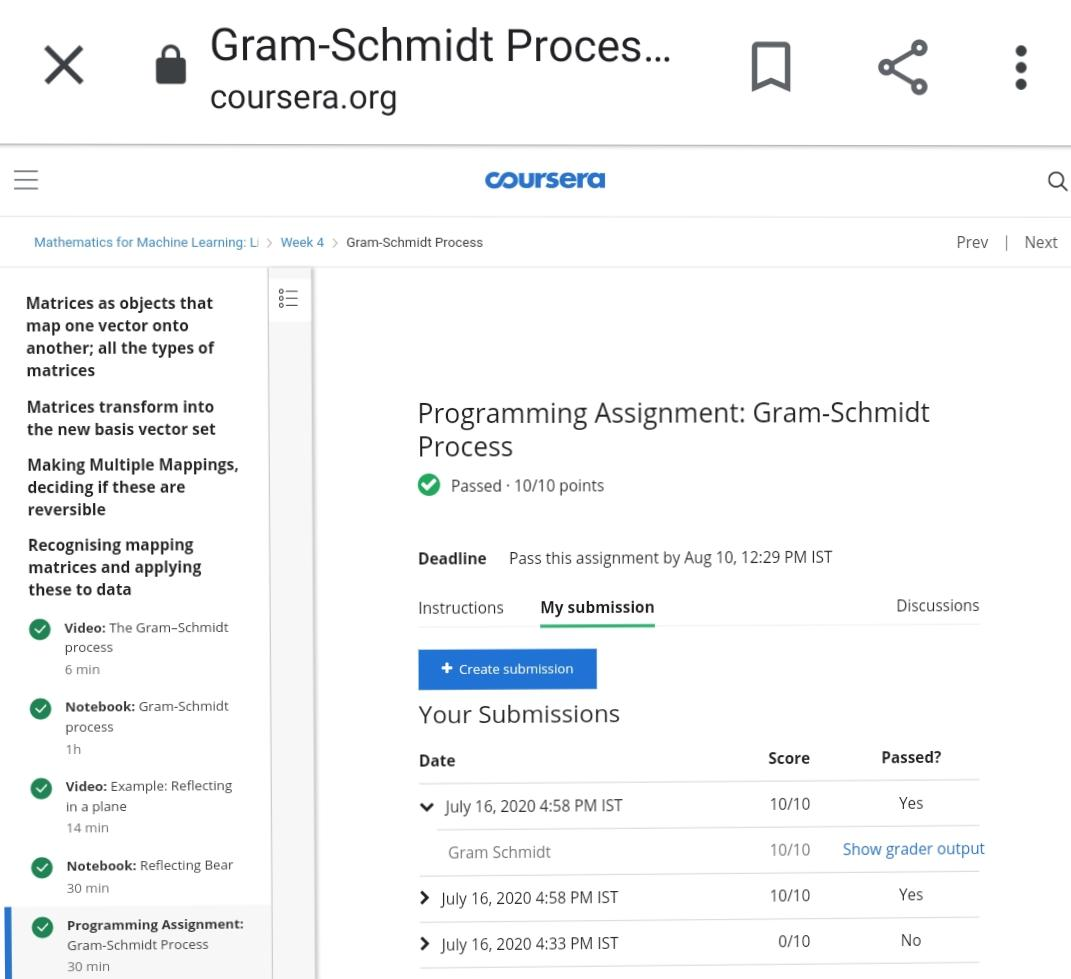 Gram-Schmidt Proces...
coursera.org
coursera
Mathematics for Machine Learning: Li > Week 4 > Gram-Schmidt Process
Prev | Next
Matrices as objects that
map one vector onto
another; all the types of
matrices
Matrices transform into
the new basis vector set
Making Multiple Mappings,
deciding if these are
reversible
Recognising mapping
matrices and applying
these to data
Video: The Gram–Schmidt
process
6 min
Notebook: Gram-Schmidt
process
1h
Video: Example: Reflecting
in a plane
14 min
Notebook: Reflecting Bear
30 min
Programming Assignment:
Gram-Schmidt Process
30 min
Programming Assignment: Gram-Schmidt
Process
Passed · 10/10 points
Deadline Pass this assignment by Aug 10, 12:29 PM IST
Instructions My submission Discussions
+ Create submission
Your Submissions
Date Score Passed?
July 16, 2020 4:58 PM IST 10/10 Yes
Gram Schmidt 10/10 Show grader output
July 16, 2020 4:58 PM IST 10/10 Yes
July 16, 2020 4:33 PM IST 0/10 No